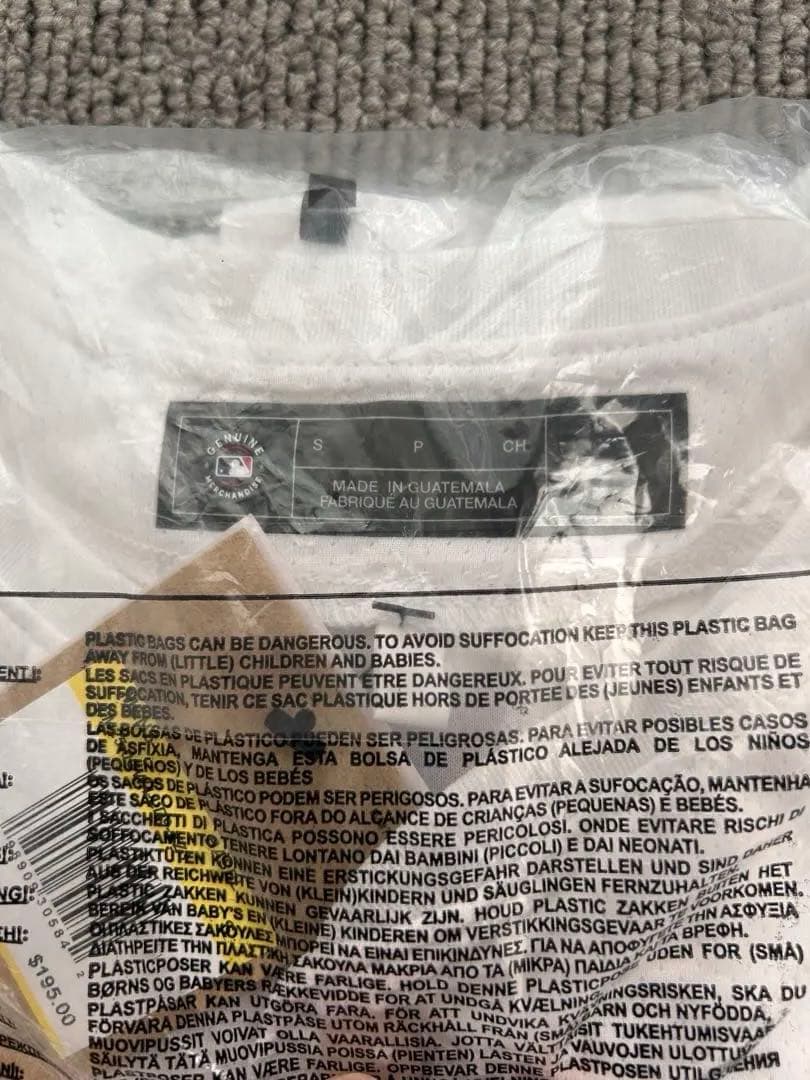 GENUINE
MERCHANDISE
S P CH
MADE IN GUATEMALA
FABRIQUÉ AU GUATEMALA
PLASTIC BAGS CAN BE DANGEROUS. TO AVOID SUFFOCATION KEEP THIS PLASTIC BAG
AWAY FROM (LITTLE) CHILDREN AND BABIES.
LES SACS EN PLASTIQUE PEUVENT ETRE DANGEREUX. POUR EVITER TOUT RISQUE DE
SUFFOCATION, TENIR CE SAC PLASTIQUE HORS DE PORTEE DES (JEUNES) ENFANTS ET
DES BEBES.
LAS BOLSAS DE PLÁSTICO PUEDEN SER PELIGROSAS. PARA EVITAR POSIBLES CASOS
DE ASFIXIA, MANTENGA ESTA BOLSA DE PLÁSTICO ALEJADA DE LOS NIÑOS
(PEQUEÑOS) Y DE LOS BEBÉS
OS SACOS DE PLÁSTICO PODEM SER PERIGOSOS. PARA EVITAR A SUFOCAÇÃO, MANTENHA
ESTE SACO DE PLÁSTICO FORA DO ALCANCE DE CRIANÇAS (PEQUENAS) E BEBÉS.
I SACCHETTI DI PLASTICA POSSONO ESSERE PERICOLOSI. ONDE EVITARE RISCHI DI
SOFFOCAMENTO TENERE LONTANO DAI BAMBINI (PICCOLI) E DAI NEONATI.
PLASTIKTÜTEN KÖNNEN EINE ERSTICKUNGSGEFAHR DARSTELLEN UND SIND DAHER
AUS DER REICHWEITE VON (KLEIN)KINDERN UND SÄUGLINGEN FERNZUHALTEN
PLASTIC ZAKKEN KUNNEN GEVAARLIJK ZIJN. HOUD PLASTIC ZAKKEN BUITEN HET
BEREIK VAN BABY'S EN (KLEINE) KINDEREN OM VERSTIKKINGSGEVAAR TE VOORKOMEN.
ΟΙ ΠΛΑΣΤΙΚΕΣ ΣΑΚΟΥΛΕΣ ΜΠΟΡΕΙ ΝΑ ΕΙΝΑΙ ΕΠΙΚΙΝΔΥΝΕΣ. ΓΙΑ ΝΑ ΑΠΟΦΥΓΕΤΕ ΤΗΝ ΑΣΦΥΞΙΑ
ΔΙΑΤΗΡΕΙΤΕ ΤΗΝ ΠΛΑΣΤΙΚΗ ΣΑΚΟΥΛΑ ΜΑΚΡΙΑ ΑΠΟ ΤΑ (ΜΙΚΡΑ) ΠΑΙΔΙΑ ΒΡΕΦΗ.
PLASTICPOSER KAN VÆRE FARLIGE. HOLD DENNE PLASTICPOSE UDEN FOR (SMÅ)
BØRNS OG BABYERS RÆKKEVIDDE FOR AT UNDGÅ KVÆLNINGSRISKEN, SKA DU
PLASTPÅSAR KAN UTGÖRA FARA. FÖR ATT UNDVIKA BARN OCH NYFÖDDA,
FÖRVARA DENNA PLASTPÅSE UTOM RÄCKHÅLL FRÅN TUKEHTUMISVAA
MUOVIPUSSIT VOIVAT OLLA VAARALLISIA. JOTTA VAUVOJEN ULOTTUV
SÄILYTÄ TÄTÄ MUOVIPUSSIA POISSA (PIENTEN) LASTEN PLASTPOSEN
KAN VÆRE FARLIGE. OPPBEVAR DENNE
$195.00